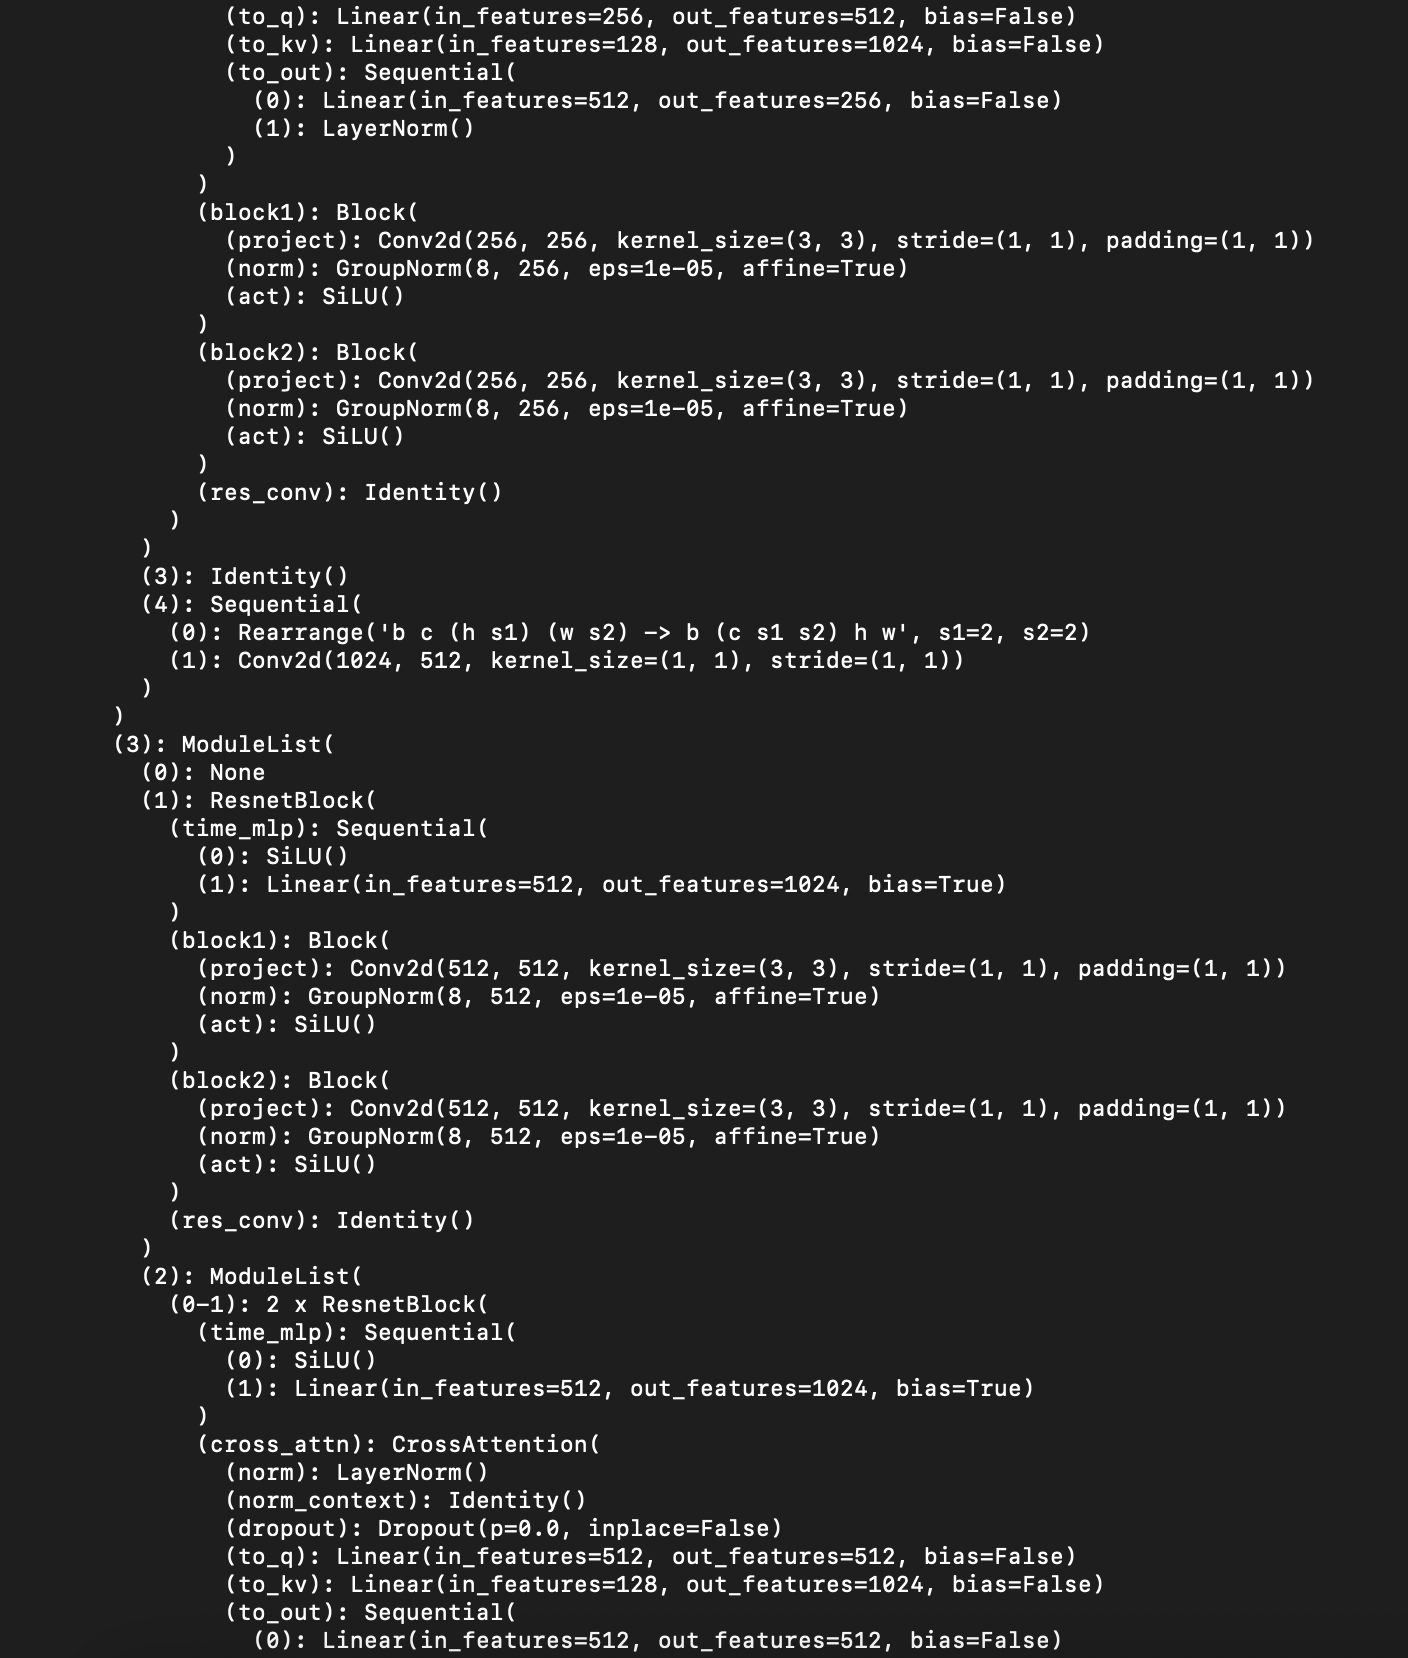 (to_q): Linear(in_features=256, out_features=512, bias=False)
(to_kv): Linear(in_features=128, out_features=1024, bias=False)
(to_out): Sequential(
(0): Linear(in_features=512, out_features=256, bias=False)
(1): LayerNorm()
)
)
(block1): Block(
(project): Conv2d(256, 256, kernel_size=(3, 3), stride=(1, 1), padding=(1, 1))
(norm): GroupNorm(8, 256, eps=1e-05, affine=True)
(act): SiLU()
)
(block2): Block(
(project): Conv2d(256, 256, kernel_size=(3, 3), stride=(1, 1), padding=(1, 1))
(norm): GroupNorm(8, 256, eps=1e-05, affine=True)
(act): SiLU()
)
(res_conv): Identity()
)
)
(3): Identity()
(4): Sequential(
(0): Rearrange('b c (h s1) (w s2) -> b (c s1 s2) h w', s1=2, s2=2)
(1): Conv2d(1024, 512, kernel_size=(1, 1), stride=(1, 1))
)
)
(3): ModuleList(
(0): None
(1): ResnetBlock(
(time_mlp): Sequential(
(0): SiLU()
(1): Linear(in_features=512, out_features=1024, bias=True)
)
(block1): Block(
(project): Conv2d(512, 512, kernel_size=(3, 3), stride=(1, 1), padding=(1, 1))
(norm): GroupNorm(8, 512, eps=1e-05, affine=True)
(act): SiLU()
)
(block2): Block(
(project): Conv2d(512, 512, kernel_size=(3, 3), stride=(1, 1), padding=(1, 1))
(norm): GroupNorm(8, 512, eps=1e-05, affine=True)
(act): SiLU()
)
(res_conv): Identity()
)
(2): ModuleList(
(0-1): 2 x ResnetBlock(
(time_mlp): Sequential(
(0): SiLU()
(1): Linear(in_features=512, out_features=1024, bias=True)
)
(cross_attn): CrossAttention(
(norm): LayerNorm()
(norm_context): Identity()
(dropout): Dropout(p=0.0, inplace=False)
(to_q): Linear(in_features=512, out_features=512, bias=False)
(to_kv): Linear(in_features=128, out_features=1024, bias=False)
(to_out): Sequential(
(0): Linear(in_features=512, out_features=512, bias=False)